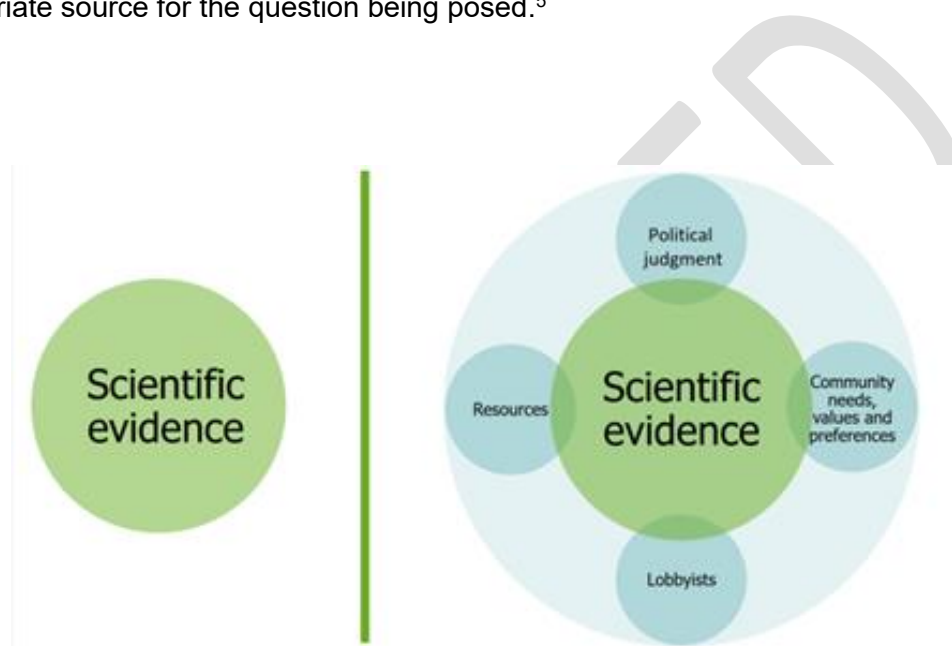 riate source for the question being posed.⁵
Scientific
evidence
Political
judgment
Resources
Scientific
evidence
Community
needs,
values and
preferences
Lobbyists